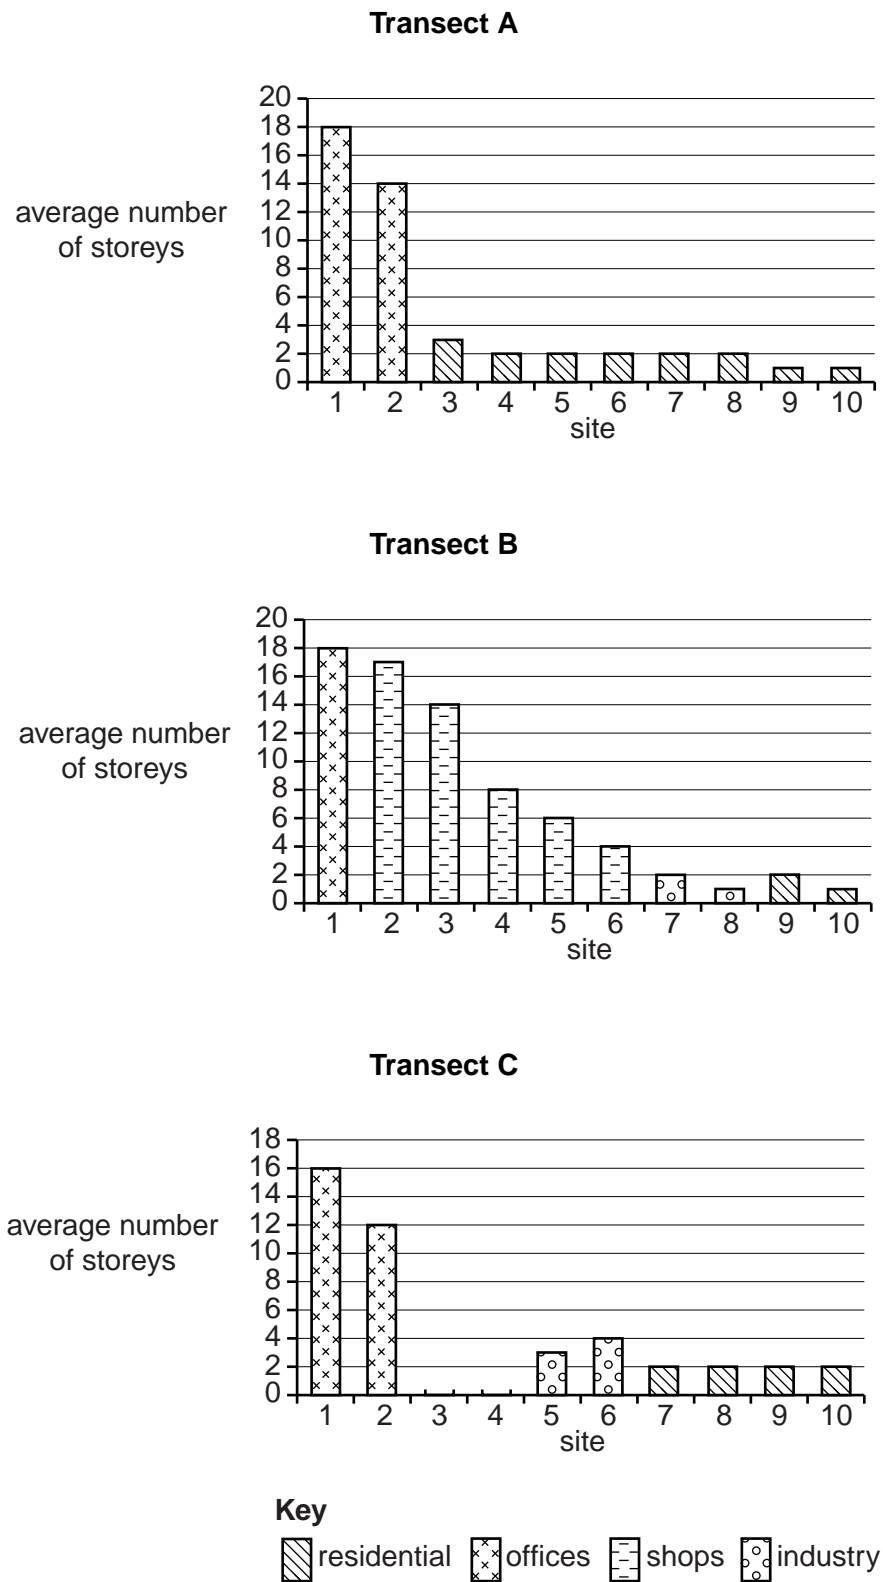 Transect A
20
18
16
14
12
10
8
6
4
2
0
average number
of storeys
1 2 3 4 5 6 7 8 9 10
site
Transect B
20
18
16
14
12
10
8
6
4
2
0
average number
of storeys
1 2 3 4 5 6 7 8 9 10
site
Transect C
18
16
14
12
10
8
6
4
2
0
average number
of storeys
1 2 3 4 5 6 7 8 9 10
site
Key
residential offices shops industry